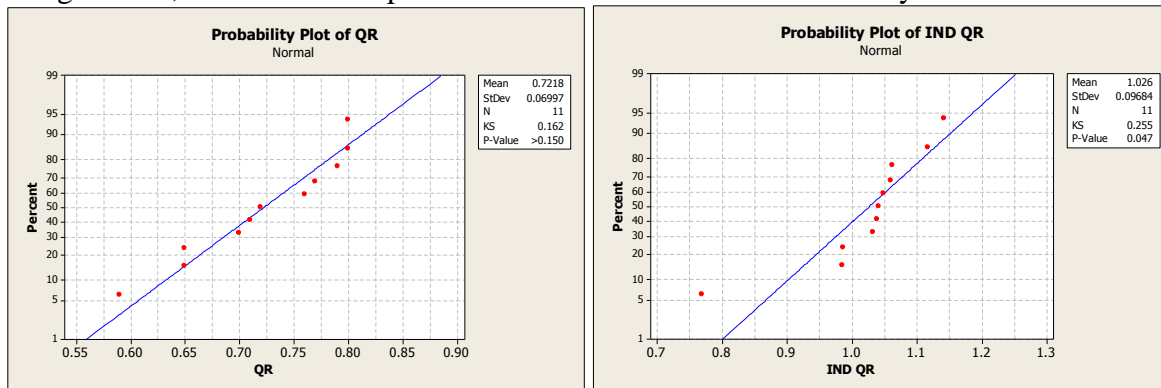 Probability Plot of QR
Normal
Mean 0.7218
StDev 0.06997
N 11
KS 0.162
P-Value >0.150
99
95
90
80
70
60
50
40
30
20
10
5
1
Percent
0.55 0.60 0.65 0.70 0.75 0.80 0.85 0.90
QR
Probability Plot of IND QR
Normal
Mean 1.026
StDev 0.09684
N 11
KS 0.255
P-Value 0.047
99
95
90
80
70
60
50
40
30
20
10
5
1
Percent
0.7 0.8 0.9 1.0 1.1 1.2 1.3
IND QR